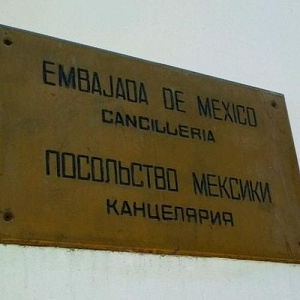 EMBAJADA DE MEXICO
CANCILLERIA
ПОСОЛЬСТВО МЕКСИКИ
КАНЦЕЛЯРИЯ